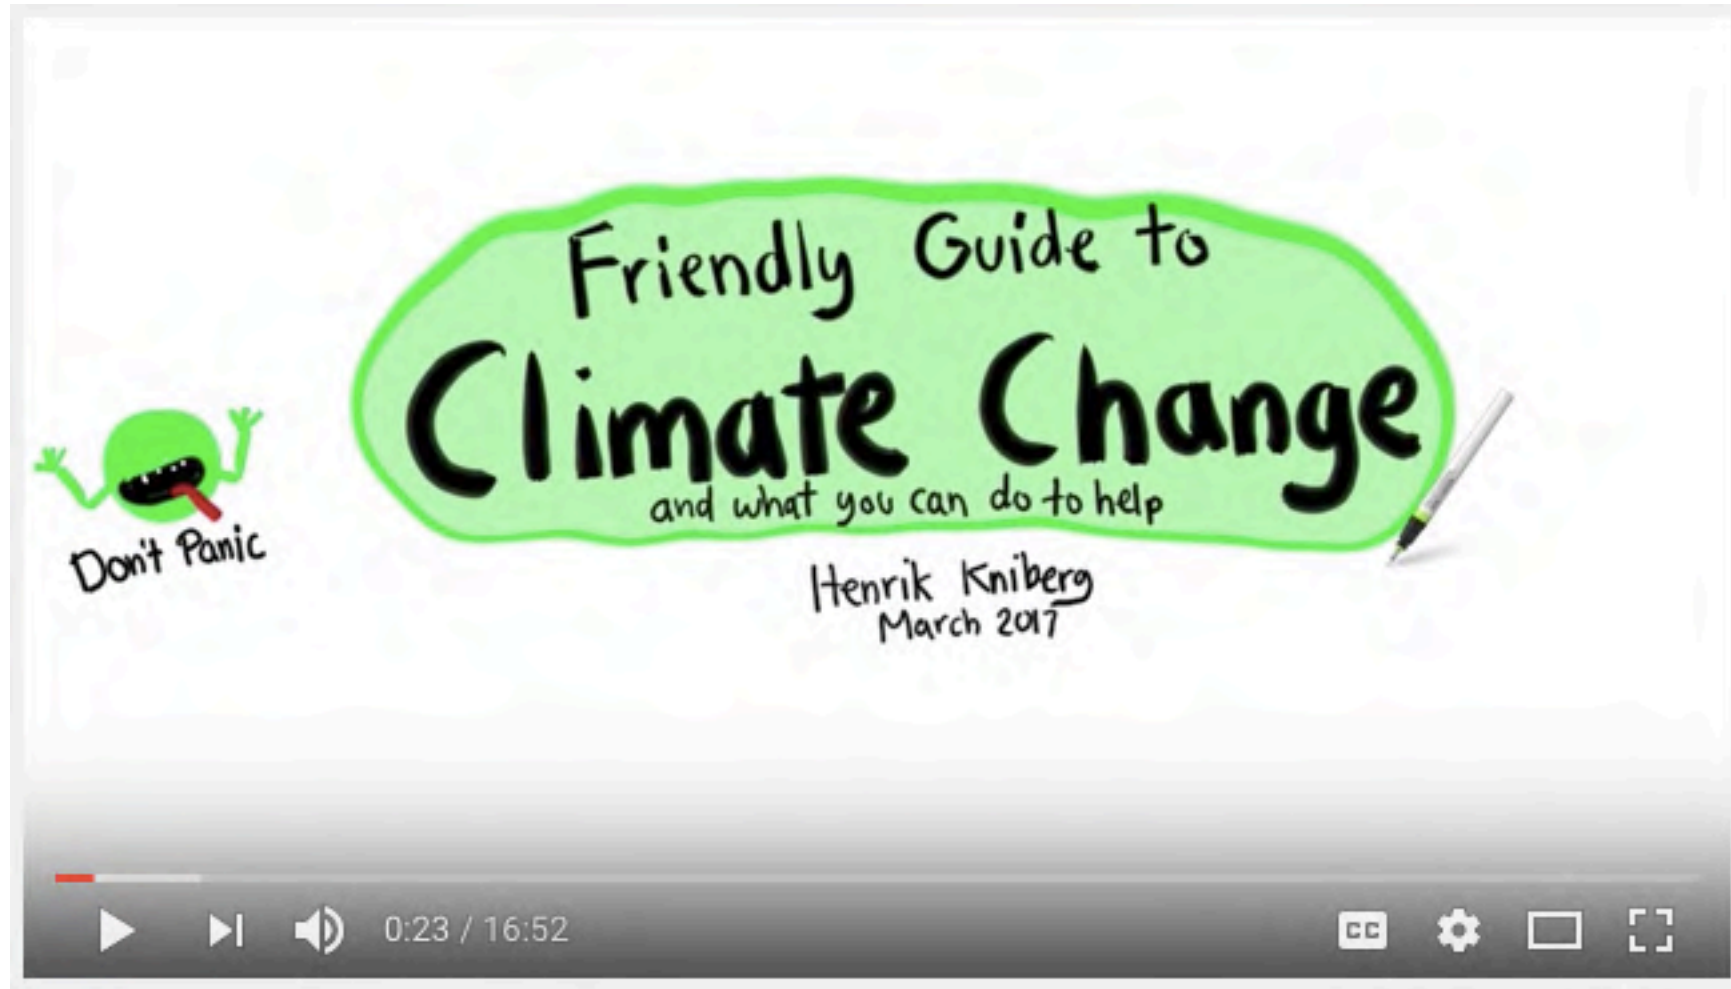 Friendly Guide to
Climate Change
and what you can do to help
Don't Panic
Henrik Kniberg
March 2017
0:23 / 16:52
CC